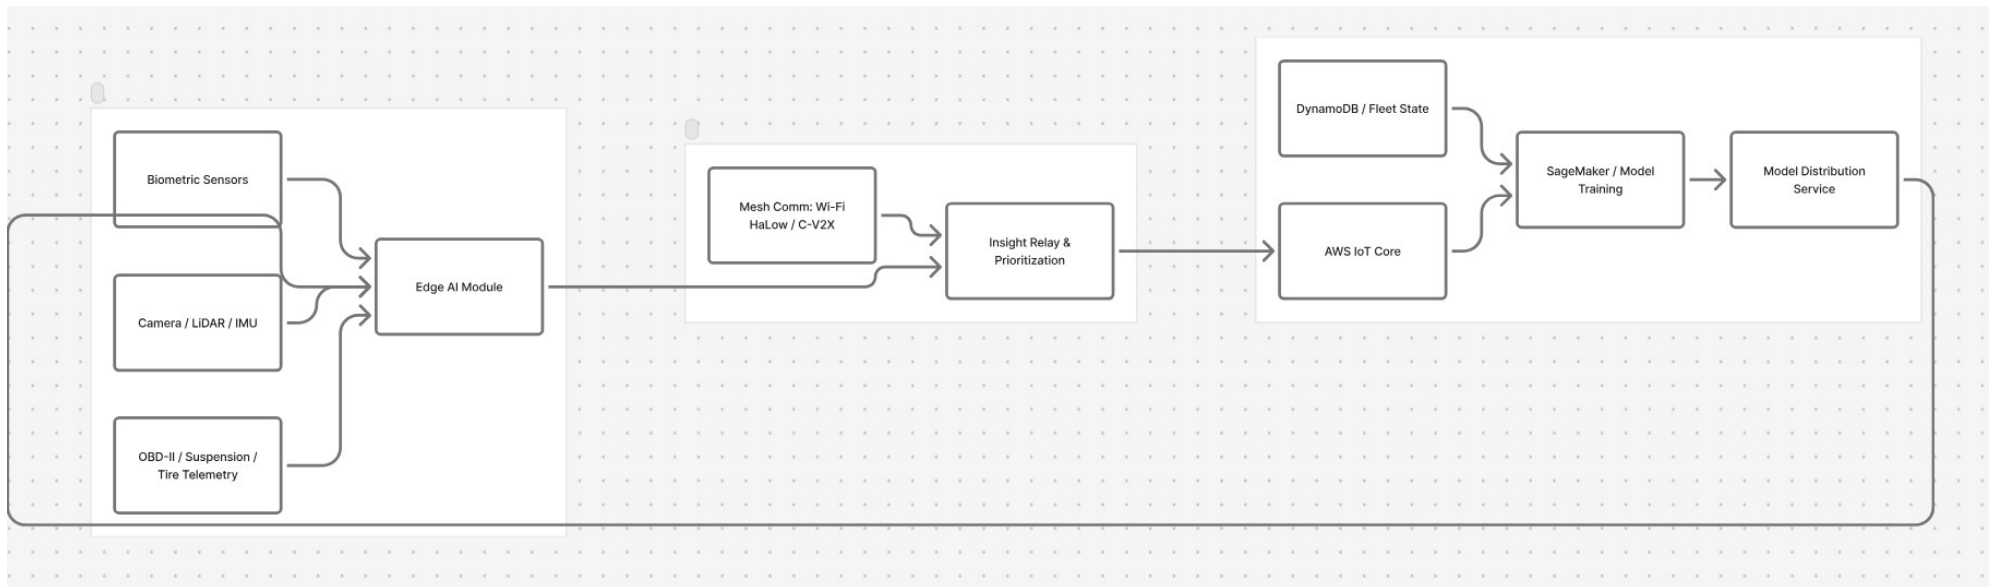 Biometric Sensors
Camera / LiDAR / IMU
OBD-II / Suspension /
Tire Telemetry
Edge AI Module
Mesh Comm: Wi-Fi
HaLow / C-V2X
Insight Relay &
Prioritization
DynamoDB / Fleet State
AWS IoT Core
SageMaker / Model
Training
Model Distribution
Service